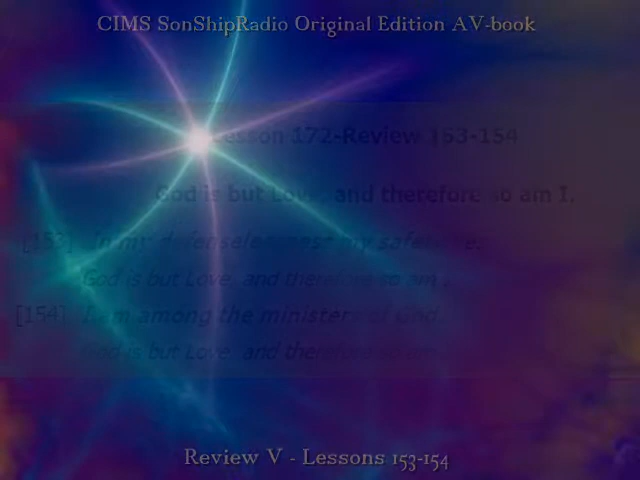 CIMS SonShipRadio Original Edition AV-book
Lesson 172-Review 153-154
God is but Love, and therefore so am I.
[153] In my defenselessness my safety lies.
God is but Love, and therefore so am I.
[154] I am among the ministers of God.
God is but Love, and therefore so am
Review V - Lessons 153-154